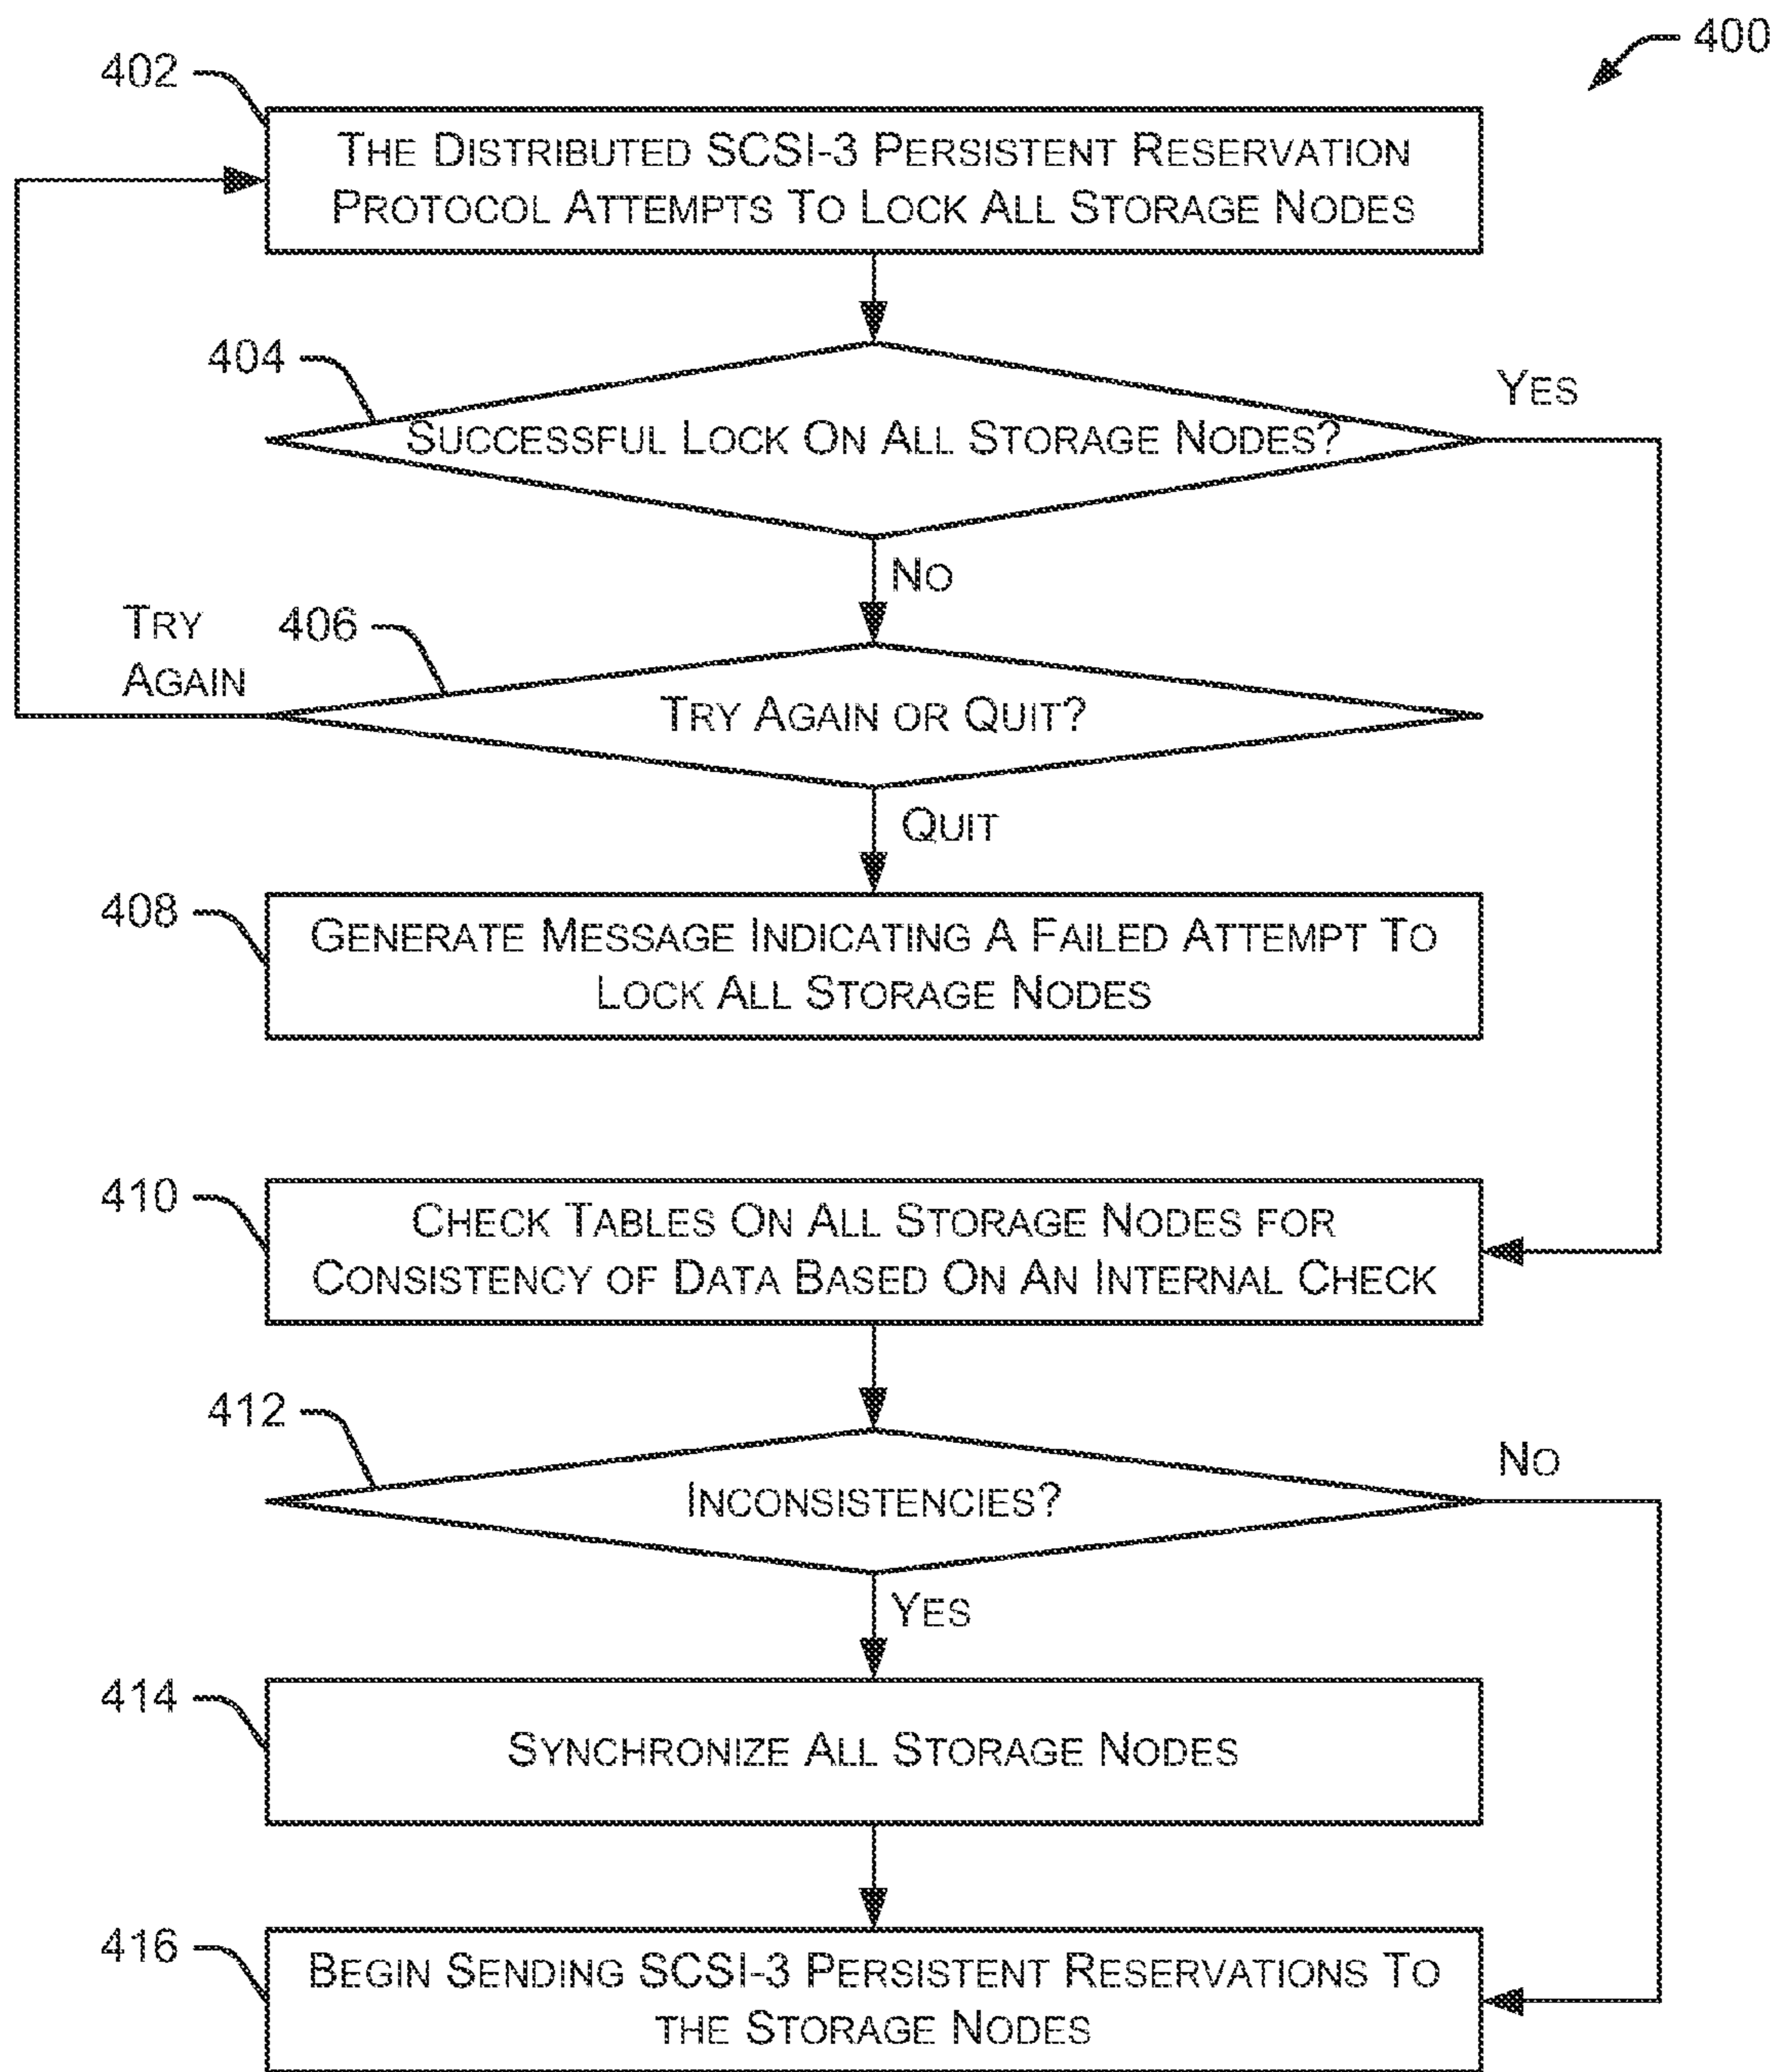 400
402
The Distributed SCSI-3 Persistent Reservation
Protocol Attempts To Lock All Storage Nodes
404
Yes
Successful Lock On All Storage Nodes?
No
Try
Again
406
Try Again or Quit?
Quit
408
Generate Message Indicating A Failed Attempt To
Lock All Storage Nodes
410
Check Tables On All Storage Nodes for
Consistency of Data Based On An Internal Check
412
No
Inconsistencies?
Yes
414
Synchronize All Storage Nodes
416
Begin Sending SCSI-3 Persistent Reservations To
the Storage Nodes